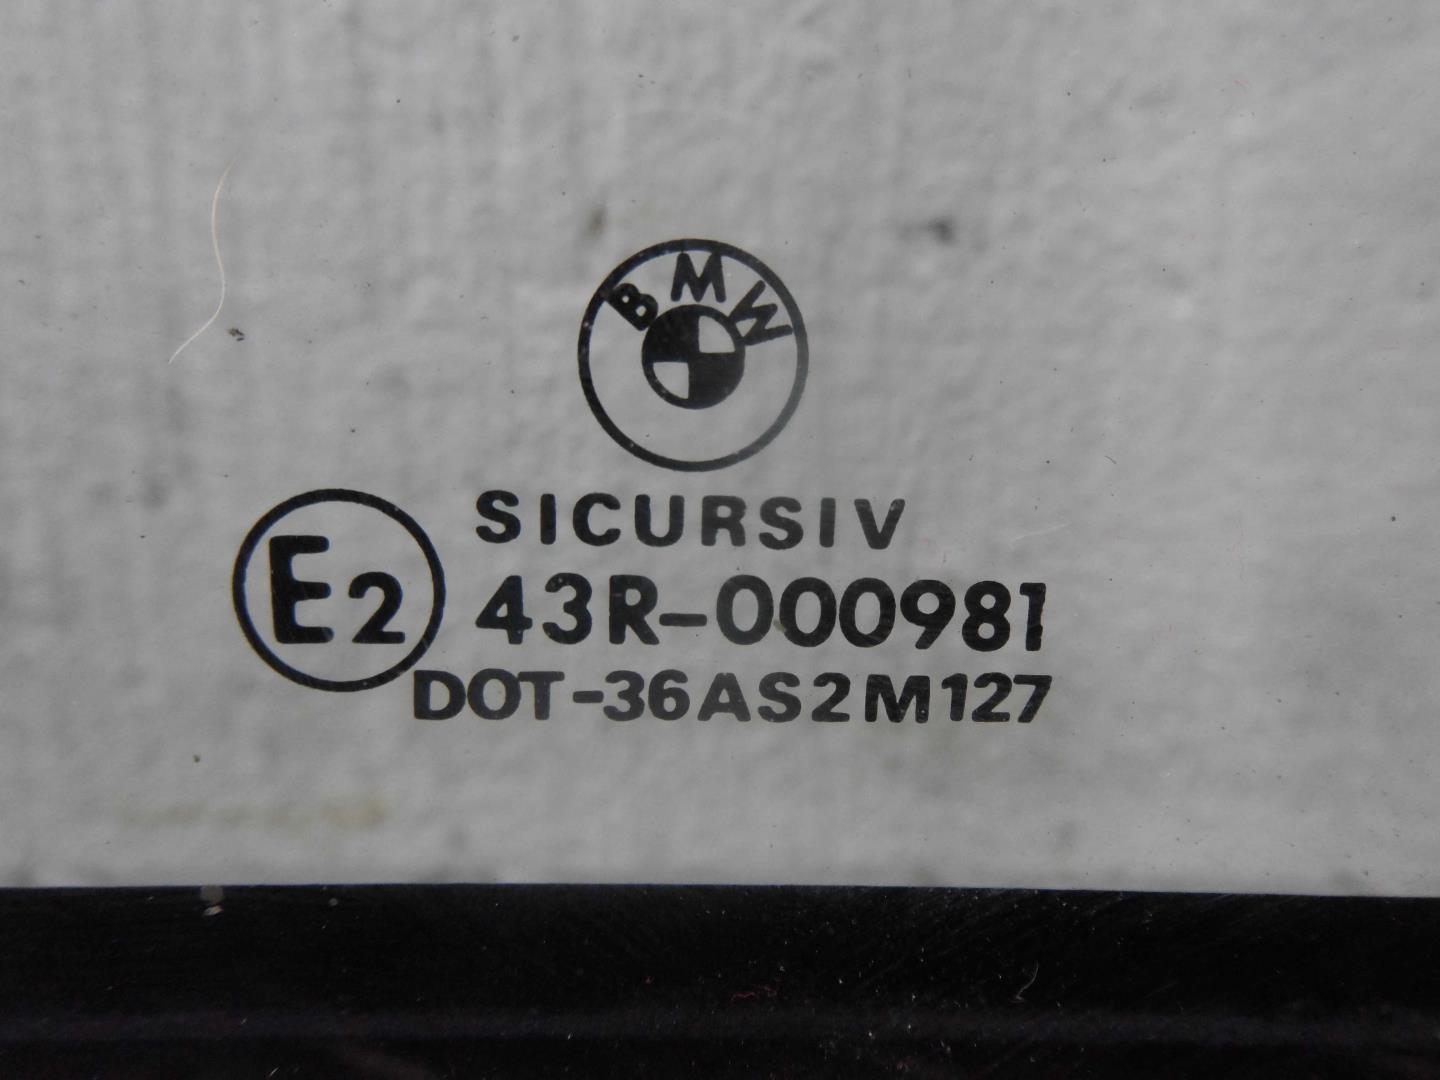 BMW
SICURSIV
E2
43R-000981
DOT-36AS2M127